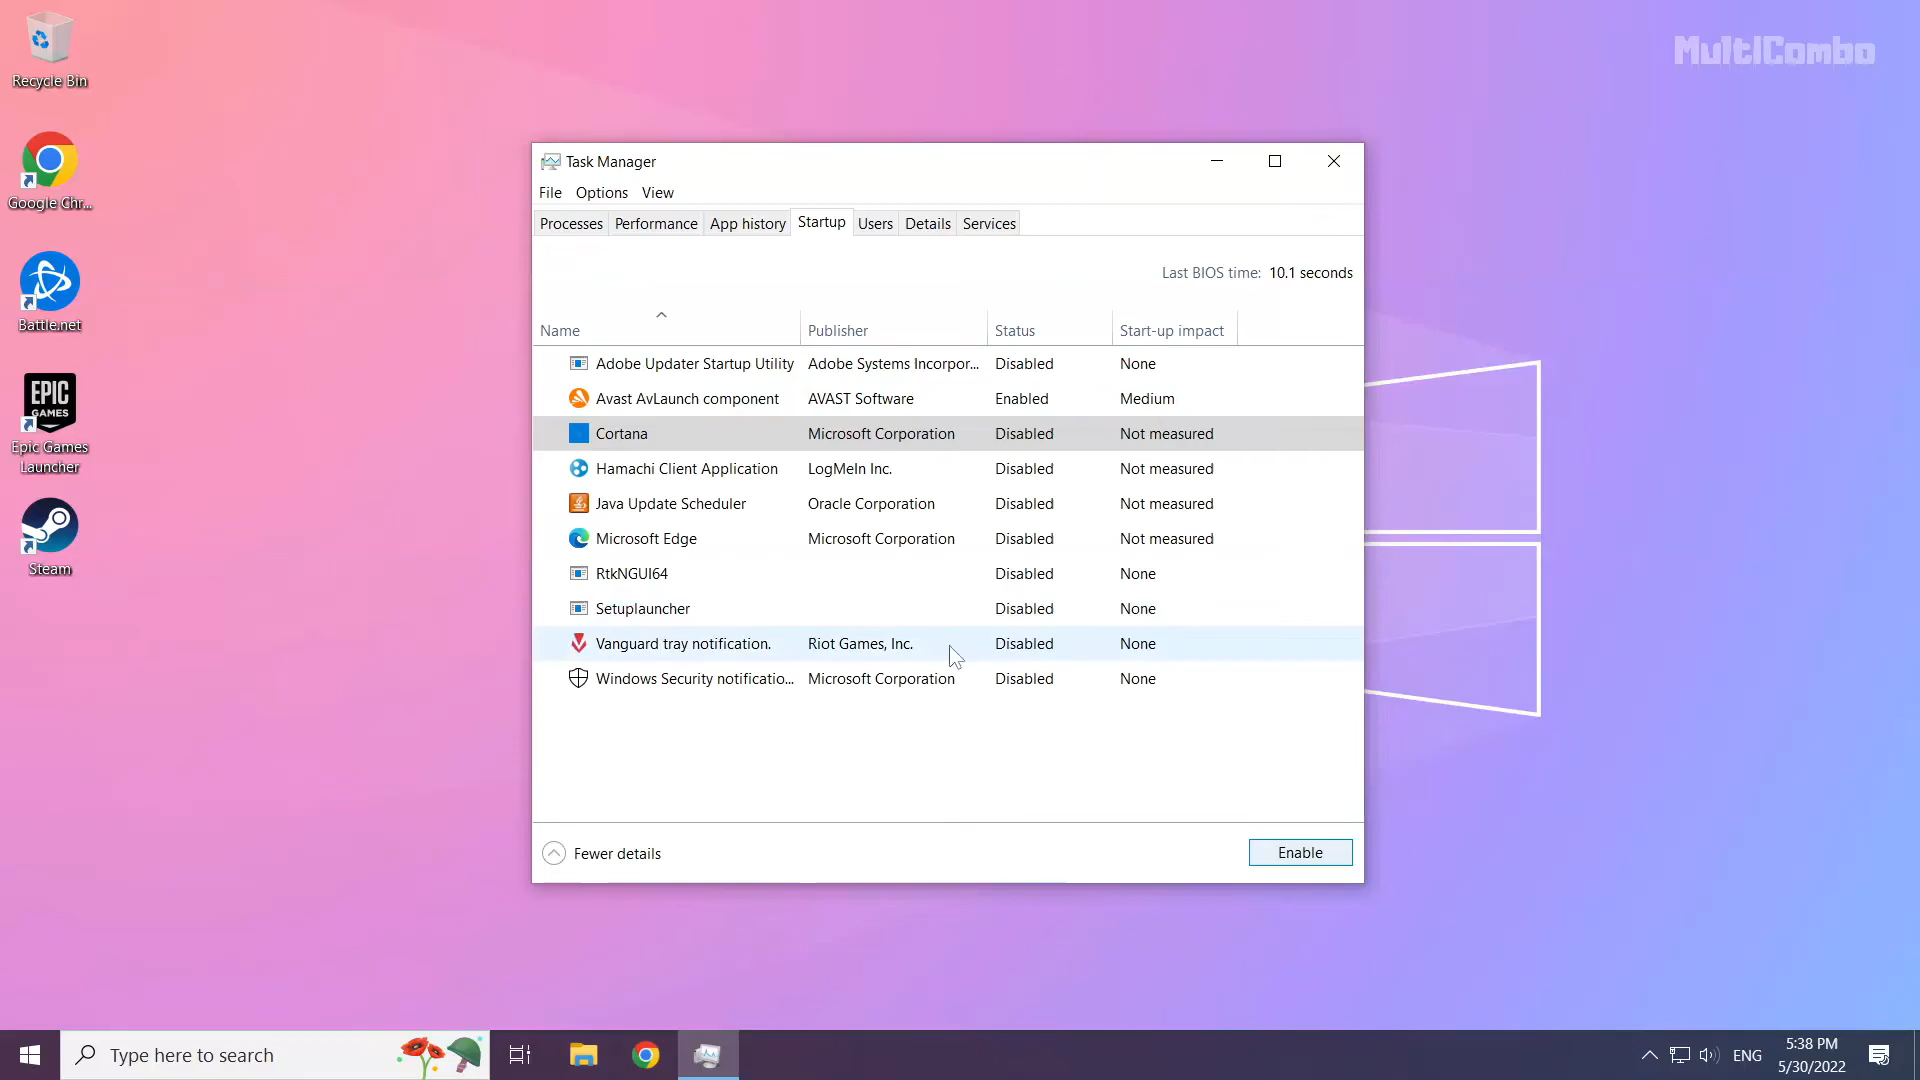 Recycle Bin
MultiCombo
Google Chr...
Battle.net
EPIC
GAMES
Epic Games
Launcher
Steam
Task Manager
File Options View
Processes Performance App history Startup Users Details Services
Last BIOS time: 10.1 seconds
Name Publisher Status Start-up impact
Adobe Updater Startup Utility Adobe Systems Incorpor... Disabled None
Avast AvLaunch component AVAST Software Enabled Medium
Cortana Microsoft Corporation Disabled Not measured
Hamachi Client Application LogMeIn Inc. Disabled Not measured
Java Update Scheduler Oracle Corporation Disabled Not measured
Microsoft Edge Microsoft Corporation Disabled Not measured
RtkNGUI64 Disabled None
Setuplauncher Disabled None
Vanguard tray notification. Riot Games, Inc. Disabled None
Windows Security notificatio... Microsoft Corporation Disabled None
Fewer details Enable
Type here to search
ENG
5:38 PM
5/30/2022